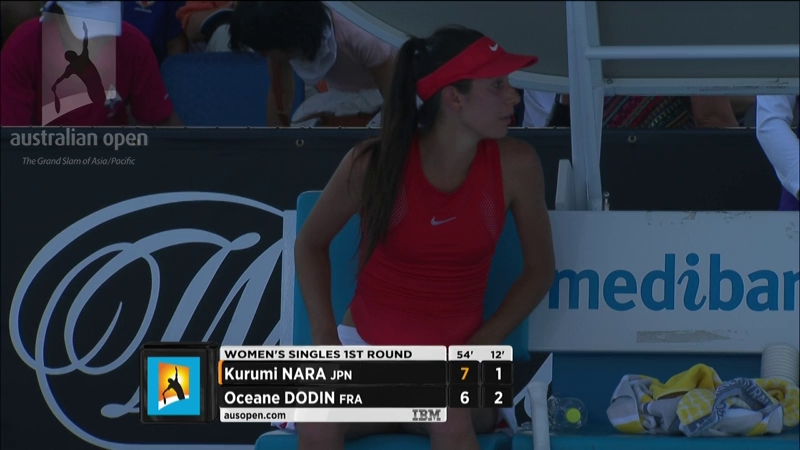 australian open
The Grand Slam of Asia/Pacific
W
mediban
WOMEN'S SINGLES 1ST ROUND 54' 12'
Kurumi NARA JPN 7 1
Oceane DODIN FRA 6 2
ausopen.com IBM